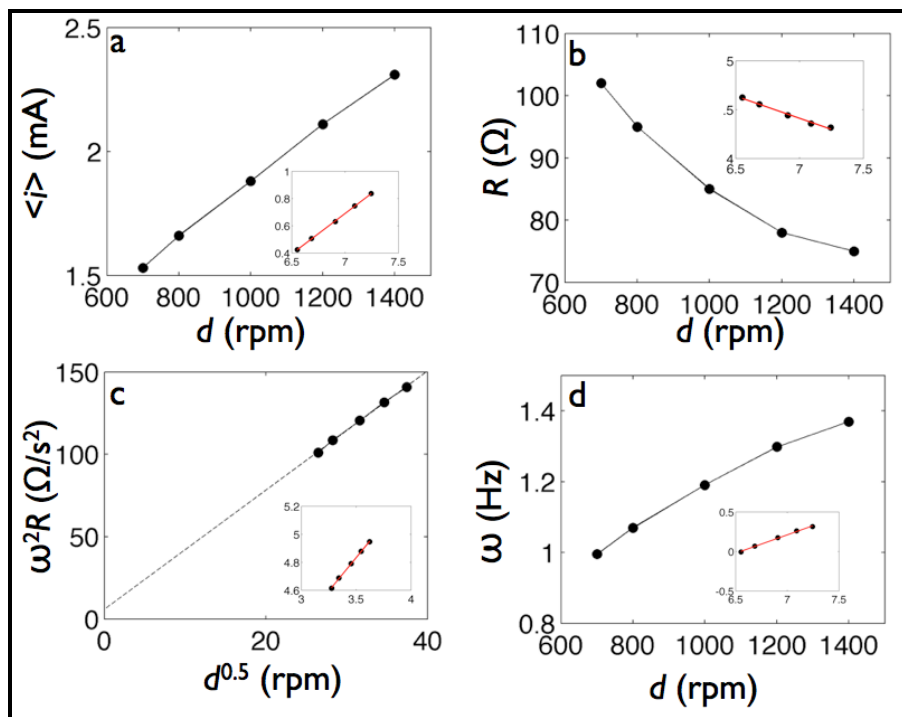 a
2.5
2
1.5
<i> (mA)
600 800 1000 1200 1400
d (rpm)
1
0.8
0.6
0.4
6.5 7 7.5
b
110
100
90
80
70
R (Ω)
600 800 1000 1200 1400
d (rpm)
5
.5
4
6.5 7 7.5
c
150
100
50
0
ω²R (Ω/s²)
0 20 40
d⁰·⁵ (rpm)
5.2
5
4.8
4.6
3 3.5 4
d
1.4
1.2
1
0.8
ω (Hz)
600 800 1000 1200 1400
d (rpm)
0.5
0
-0.5
6.5 7 7.5